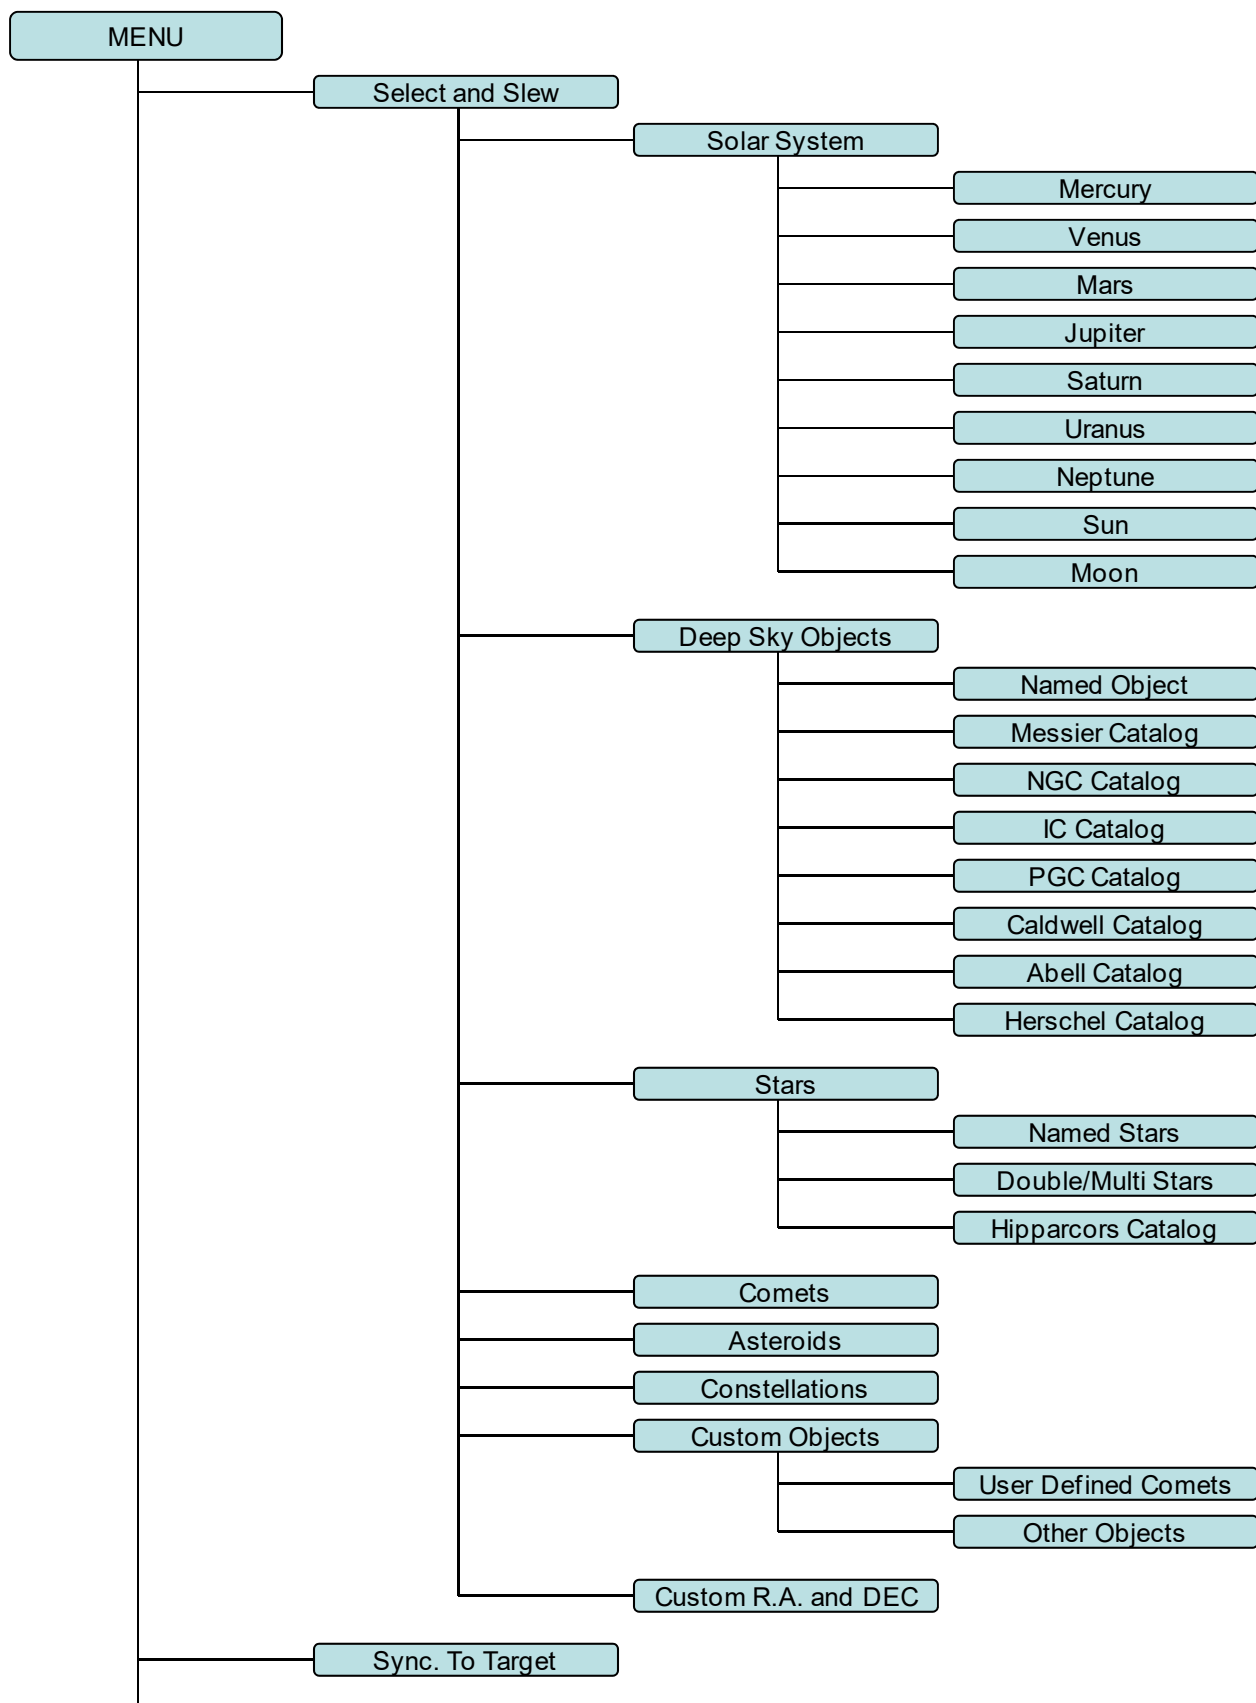 MENU
Select and Slew
Solar System
Mercury
Venus
Mars
Jupiter
Saturn
Uranus
Neptune
Sun
Moon
Deep Sky Objects
Named Object
Messier Catalog
NGC Catalog
IC Catalog
PGC Catalog
Caldwell Catalog
Abell Catalog
Herschel Catalog
Stars
Named Stars
Double/Multi Stars
Hipparcors Catalog
Comets
Asteroids
Constellations
Custom Objects
User Defined Comets
Other Objects
Custom R.A. and DEC
Sync. To Target